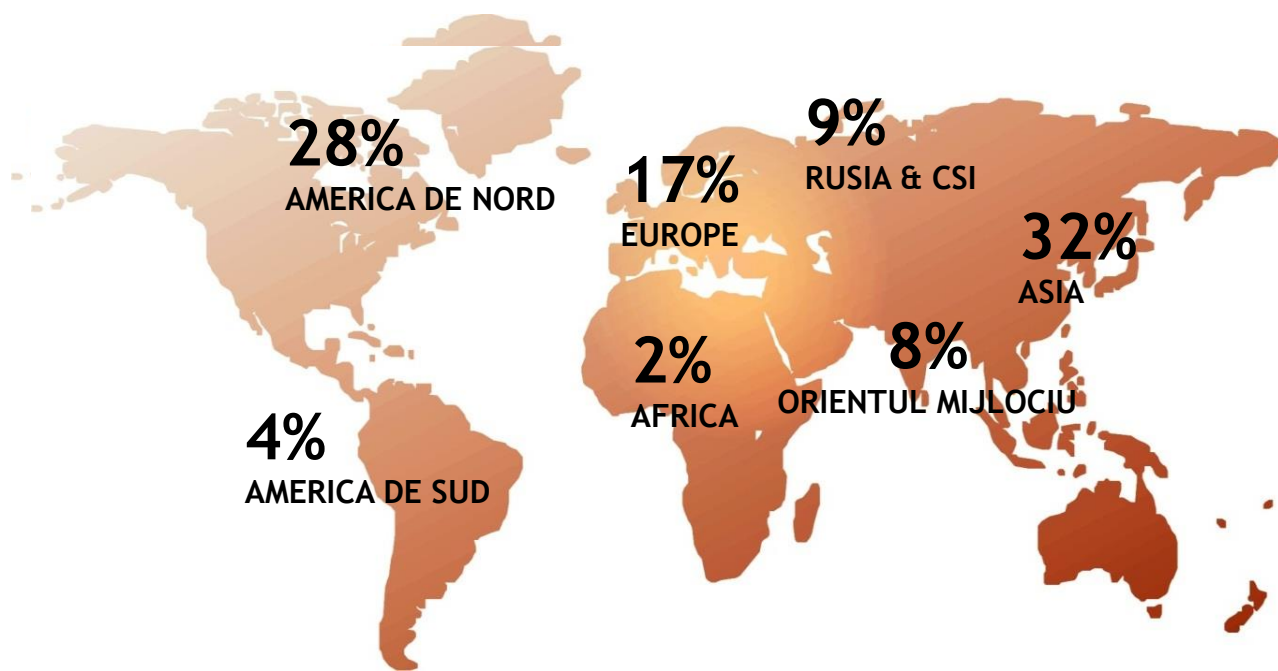 28%
AMERICA DE NORD
17%
EUROPE
9%
RUSIA & CSI
32%
ASIA
2%
AFRICA
8%
ORIENTUL MIJLOCIU
4%
AMERICA DE SUD